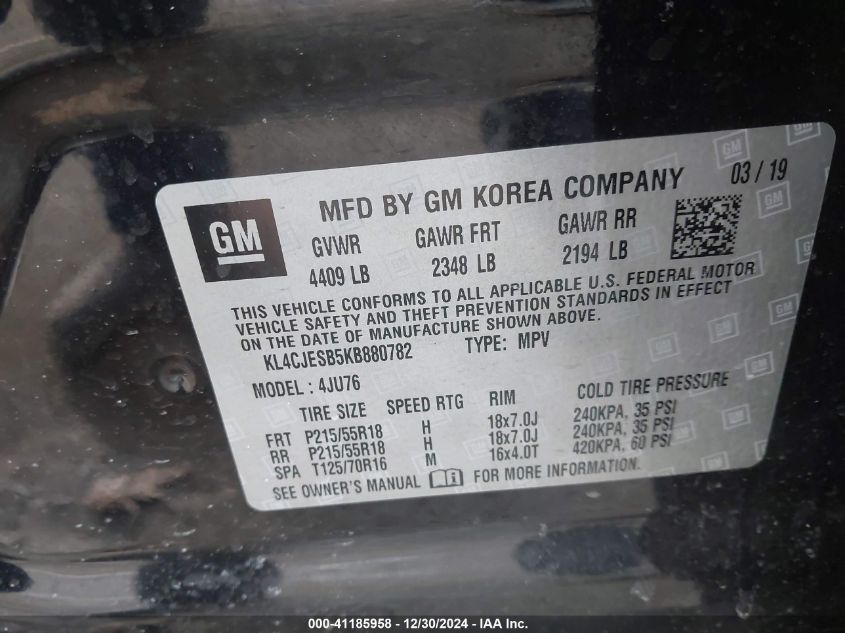 MFD BY GM KOREA COMPANY 03 / 19
GM
GVWR GAWR FRT GAWR RR
4409 LB 2348 LB 2194 LB
THIS VEHICLE CONFORMS TO ALL APPLICABLE U.S. FEDERAL MOTOR
VEHICLE SAFETY AND THEFT PREVENTION STANDARDS IN EFFECT
ON THE DATE OF MANUFACTURE SHOWN ABOVE.
KL4CJESB5KB880782 TYPE: MPV
MODEL : 4JU76
TIRE SIZE SPEED RTG RIM COLD TIRE PRESSURE
FRT P215/55R18 H 18x7.0J 240KPA, 35 PSI
RR P215/55R18 H 18x7.0J 240KPA, 35 PSI
SPA T125/70R16 M 16x4.0T 420KPA, 60 PSI
SEE OWNER'S MANUAL FOR MORE INFORMATION.
000-41185958 - 12/30/2024 - IAA Inc.